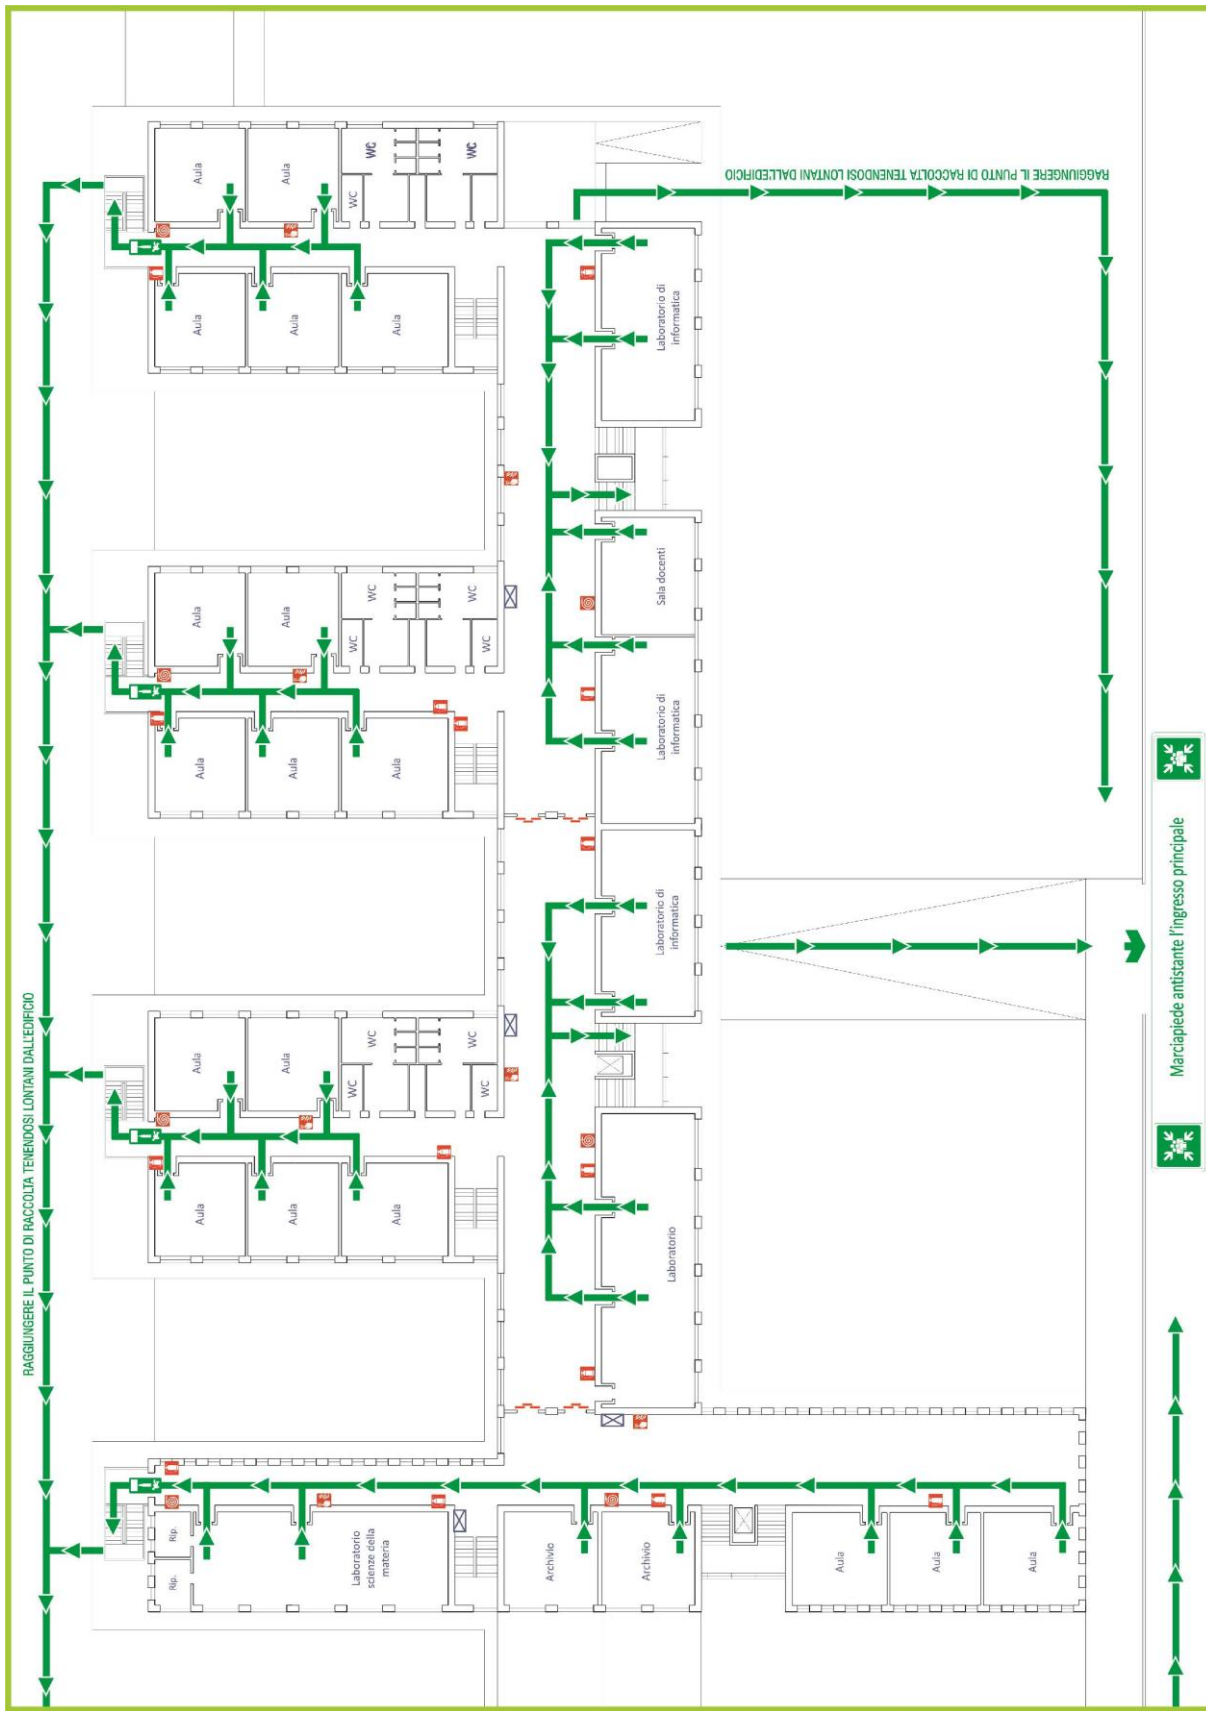 RAGGIUNGERE IL PUNTO DI RACCOLTA TENENDOSI LONTANI DALL'EDIFICIO
Rip.
Rip.
Laboratorio
scienze della
materia
Archivio
Archivio
Aula
Aula
Aula
Aula
Aula
Aula
Aula
Aula
WC
WC
WC
WC
Aula
Aula
Aula
Aula
Aula
WC
WC
WC
WC
Aula
Aula
Aula
Aula
Aula
WC
WC
WC
Laboratorio
Laboratorio di
informatica
Laboratorio di
informatica
Sala docenti
Laboratorio di
informatica
RAGGIUNGERE IL PUNTO DI RACCOLTA TENENDOSI LONTANI DALL'EDIFICIO
Marciapiede antistante l'ingresso principale